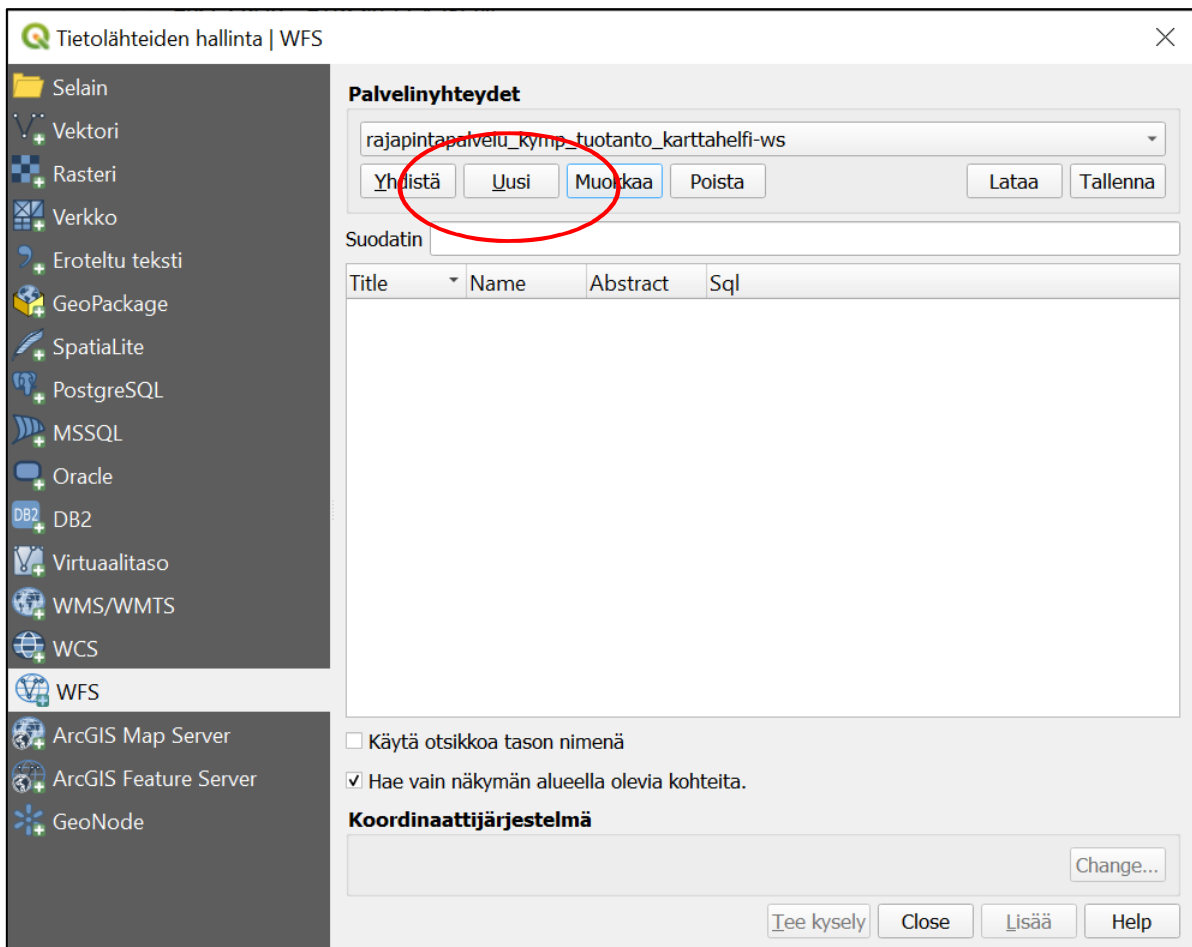 Tietolähteiden hallinta | WFS
Selain
Vektori
Rasteri
Verkko
Eroteltu teksti
GeoPackage
SpatiaLite
PostgreSQL
MSSQL
Oracle
DB2
DB2
Virtuaalitaso
WMS/WMTS
WCS
WFS
ArcGIS Map Server
ArcGIS Feature Server
GeoNode
Palvelinyhteydet
rajapintapalvelu_kymp_tuotanto_karttahelfi-ws
Yhdistä Uusi Muokkaa Poista Lataa Tallenna
Suodatin
Title Name Abstract Sql
Käytä otsikkoa tason nimenä
Hae vain näkymän alueella olevia kohteita.
Koordinaattijärjestelmä
Change...
Tee kysely Close Lisää Help